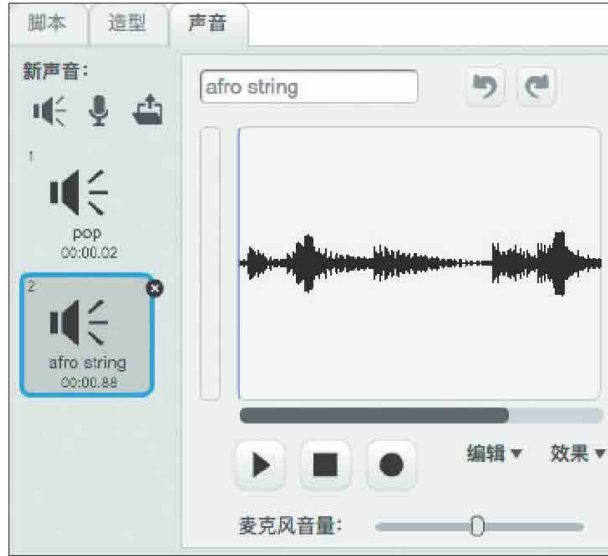 脚本 造型 声音
新声音：
afro string
1
pop
00:00.02
2
afro string
00:00.88
编辑▼ 效果▼
麦克风音量：